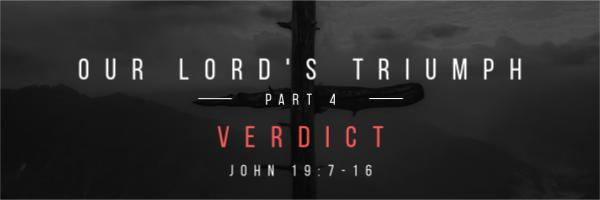 OUR LORD'S TRIUMPH
PART 4
VERDICT
JOHN 19:7-16